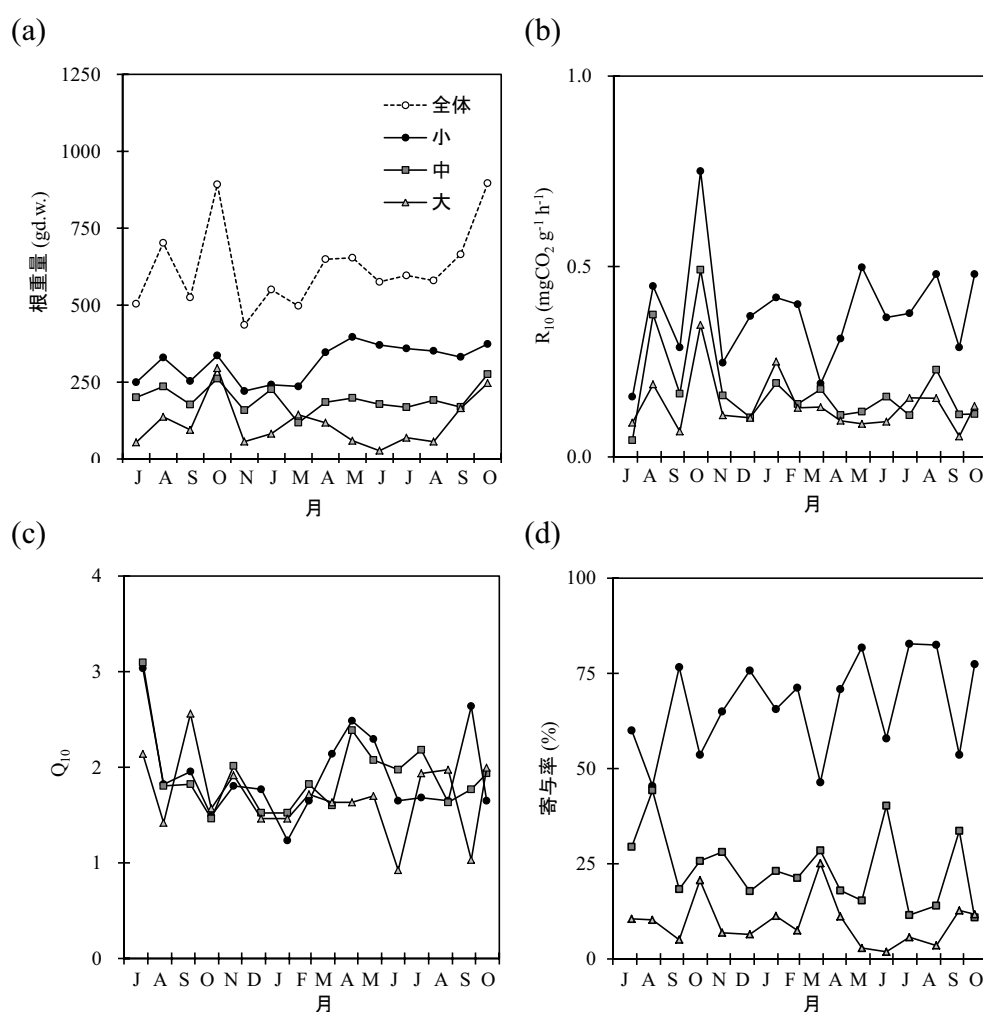 (a)
根重量 (gd.w.)
1250
1000
750
500
250
0
全体
小
中
大
J A S O N J M A M J J A S O
月
(b)
R₁₀ (mgCO₂ g⁻¹ h⁻¹)
1.0
0.5
0.0
J A S O N D J F M A M J J A S O
月
(c)
Q₁₀
4
3
2
1
0
J A S O N D J F M A M J J A S O
月
(d)
寄与率 (%)
100
75
50
25
0
J A S O N D J F M A M J J A S O
月